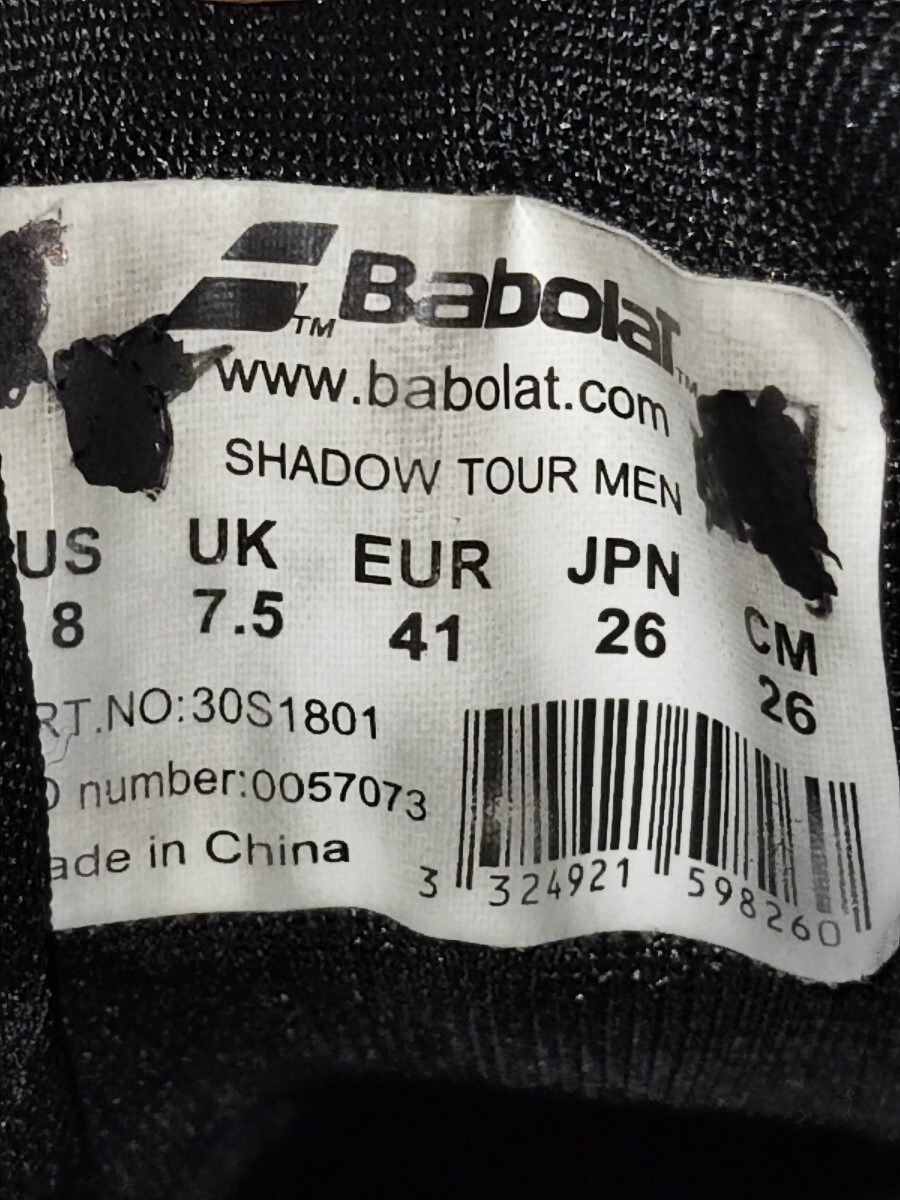 Babolat™
www.babolat.com
SHADOW TOUR MEN
US UK EUR JPN CM
8 7.5 41 26 26
RT.NO:30S1801
number:0057073
ade in China
3 324921 598260